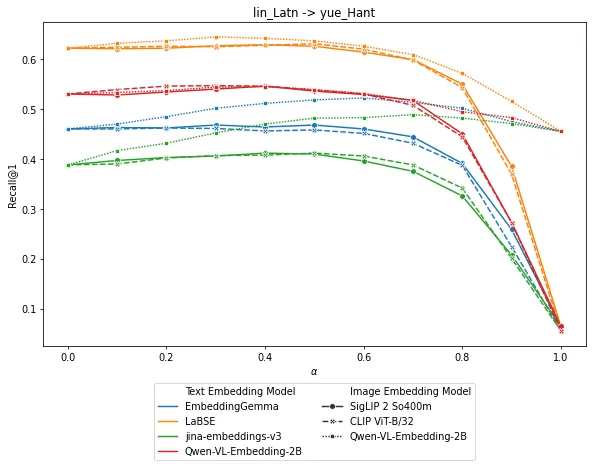 lin_Latn -> yue_Hant
Recall@1
0.6
0.5
0.4
0.3
0.2
0.1
0.0 0.2 0.4 0.6 0.8 1.0
α
Text Embedding Model Image Embedding Model
EmbeddingGemma SigLIP 2 So400m
LaBSE CLIP ViT-B/32
jina-embeddings-v3 Qwen-VL-Embedding-2B
Qwen-VL-Embedding-2B